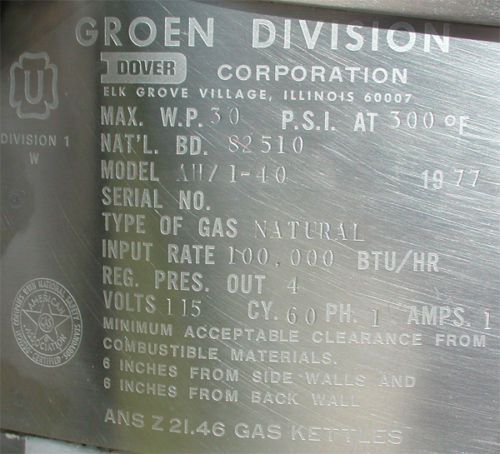 GROEN DIVISION
DOVER CORPORATION
ELK GROVE VILLAGE, ILLINOIS 60007
U
DIVISION 1
W
MAX. W.P. 30 P.S.I. AT 300 °F
NAT'L. BD. 82510
MODEL AH/1-40 1977
SERIAL NO.
TYPE OF GAS NATURAL
INPUT RATE 100,000 BTU/HR
REG. PRES. OUT 4
VOLTS 115 CY. 60 PH. 1 AMPS. 1
MINIMUM ACCEPTABLE CLEARANCE FROM
COMBUSTIBLE MATERIALS.
6 INCHES FROM SIDE WALLS AND
6 INCHES FROM BACK WALL
ANS Z 21.46 GAS KETTLES
AMERICAN
ASSOCIATION